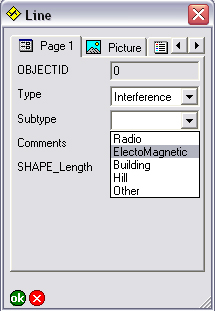 Line
Page 1 Picture
OBJECTID 0
Type Interference
Subtype
Comments
SHAPE_Length
Radio
ElectoMagnetic
Building
Hill
Other
ok